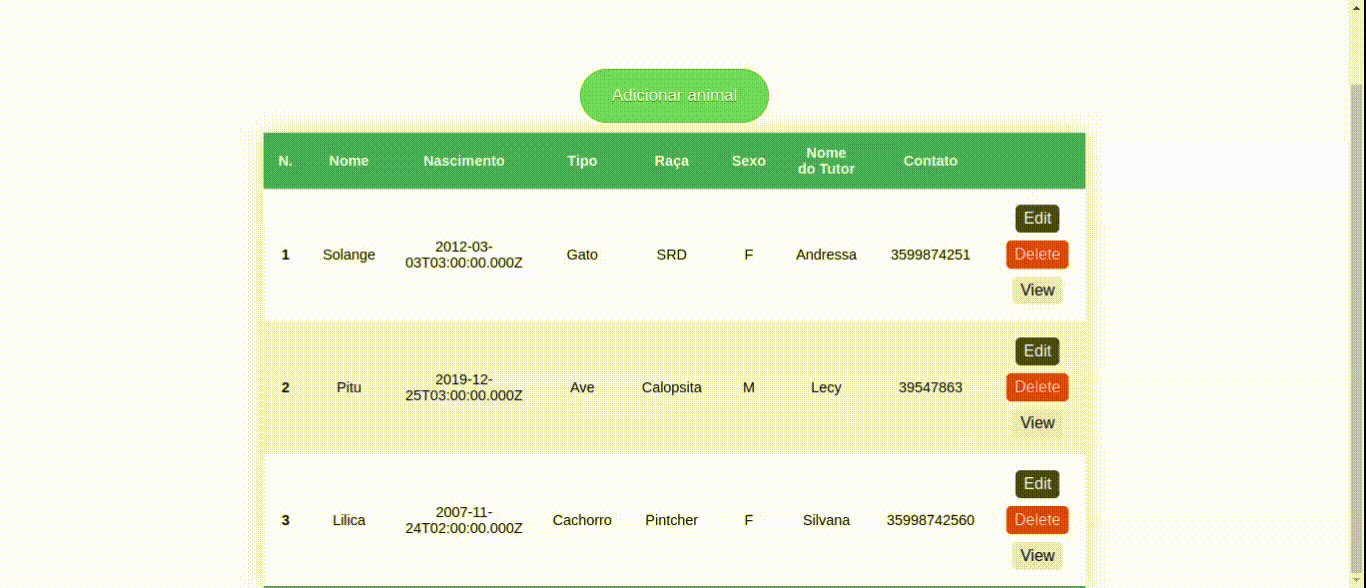 Adicionar animal
N. Nome Nascimento Tipo Raça Sexo Nome do Tutor Contato
1 Solange 2012-03-03T03:00:00.000Z Gato SRD F Andressa 3599874251 Edit Delete View
2 Pitu 2019-12-25T03:00:00.000Z Ave Calopsita M Lecy 39547863 Edit Delete View
3 Lilica 2007-11-24T02:00:00.000Z Cachorro Pintcher F Silvana 35998742560 Edit Delete View